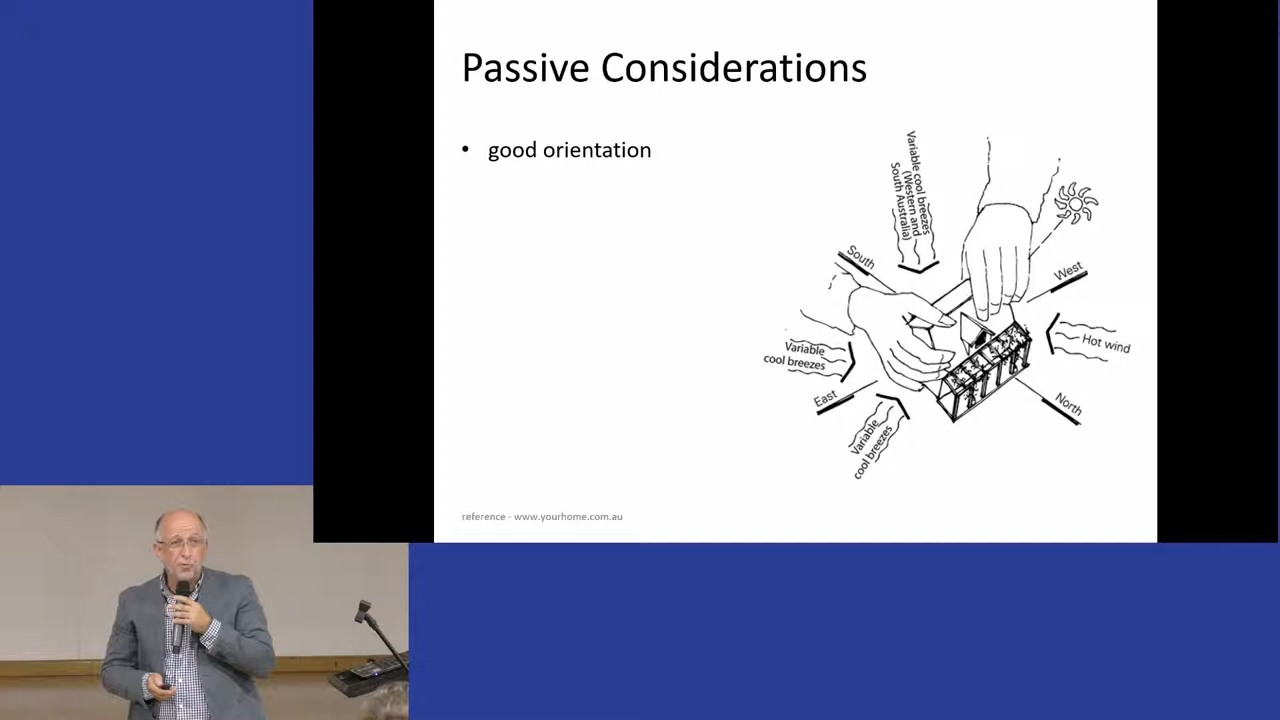 Passive Considerations
• good orientation
Variable cool breezes
(Western and
South Australia)
South
West
Variable
cool breezes
Hot wind
East
North
Variable
cool breezes
reference - www.yourhome.com.au